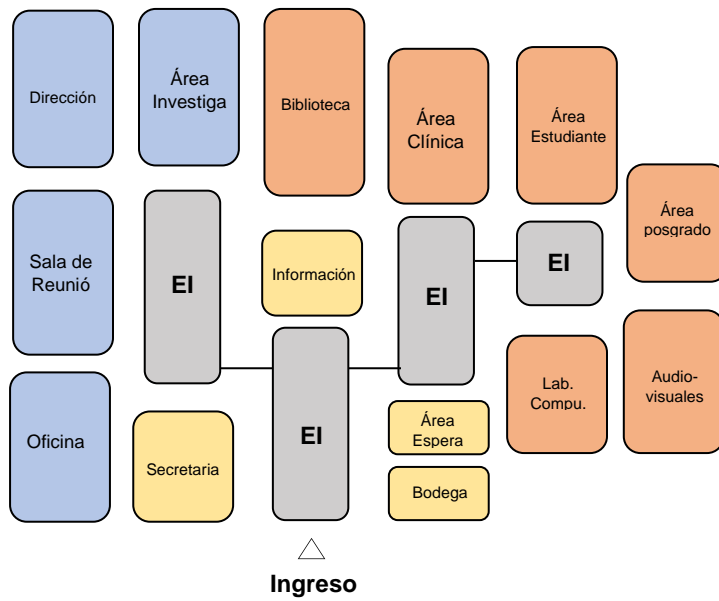 Dirección
Área
Investiga
Biblioteca
Área
Clínica
Área
Estudiante
Área
posgrado
Sala de
Reunió
EI
Información
EI
EI
Oficina
Secretaria
EI
Área
Espera
Bodega
Lab.
Compu.
Audio-
visuales
Ingreso